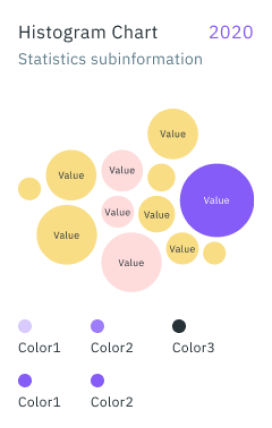 Histogram Chart 2020
Statistics subinformation
Value
Value
Value
Value
Value
Value
Value
Value
Value
Color1 Color2 Color3
Color1 Color2